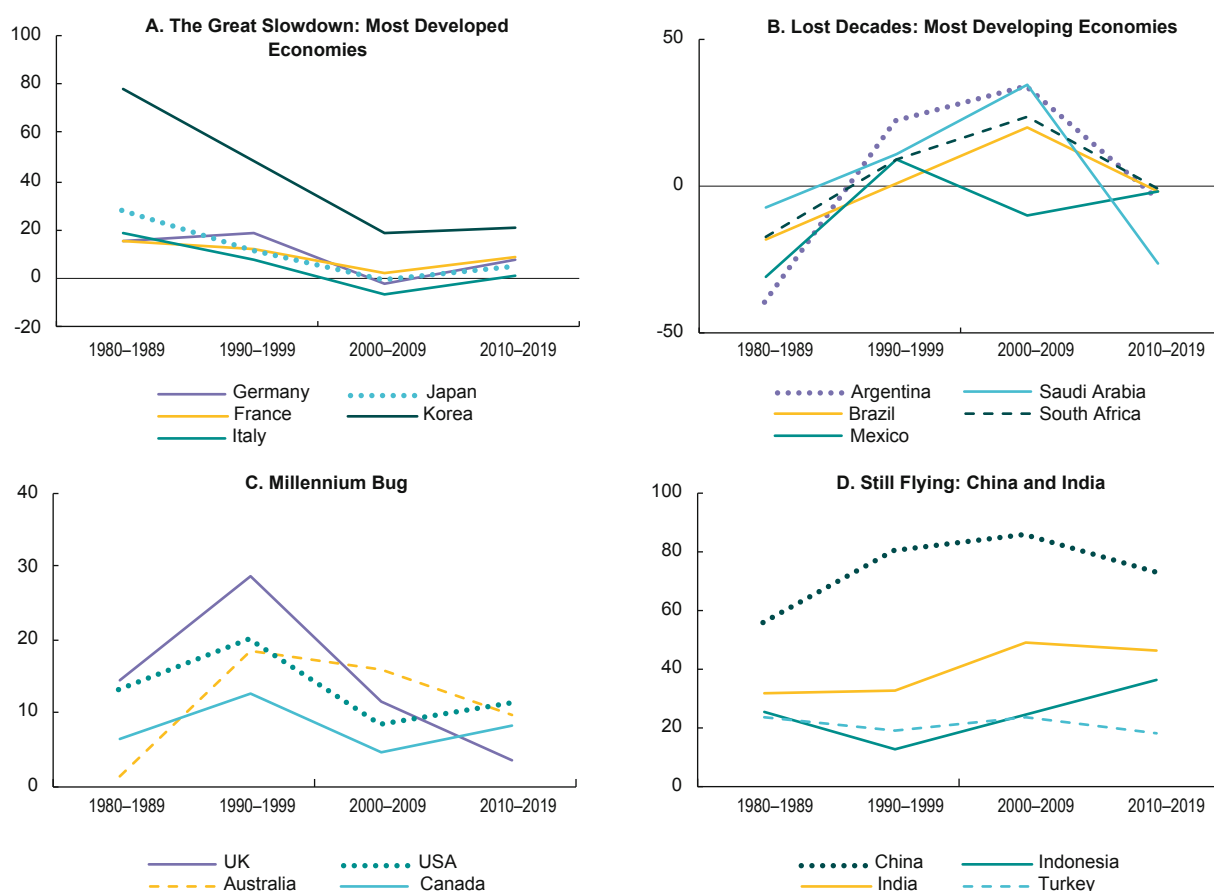 A. The Great Slowdown: Most Developed
Economies
100
80
60
40
20
0
-20
1980–1989
1990–1999
2000–2009
2010–2019
Germany
Japan
France
Korea
Italy
B. Lost Decades: Most Developing Economies
50
0
-50
1980–1989
1990–1999
2000–2009
2010–2019
Argentina
Saudi Arabia
Brazil
South Africa
Mexico
C. Millennium Bug
40
30
20
10
0
1980–1989
1990–1999
2000–2009
2010–2019
UK
USA
Australia
Canada
D. Still Flying: China and India
100
80
60
40
20
0
1980–1989
1990–1999
2000–2009
2010–2019
China
Indonesia
India
Turkey